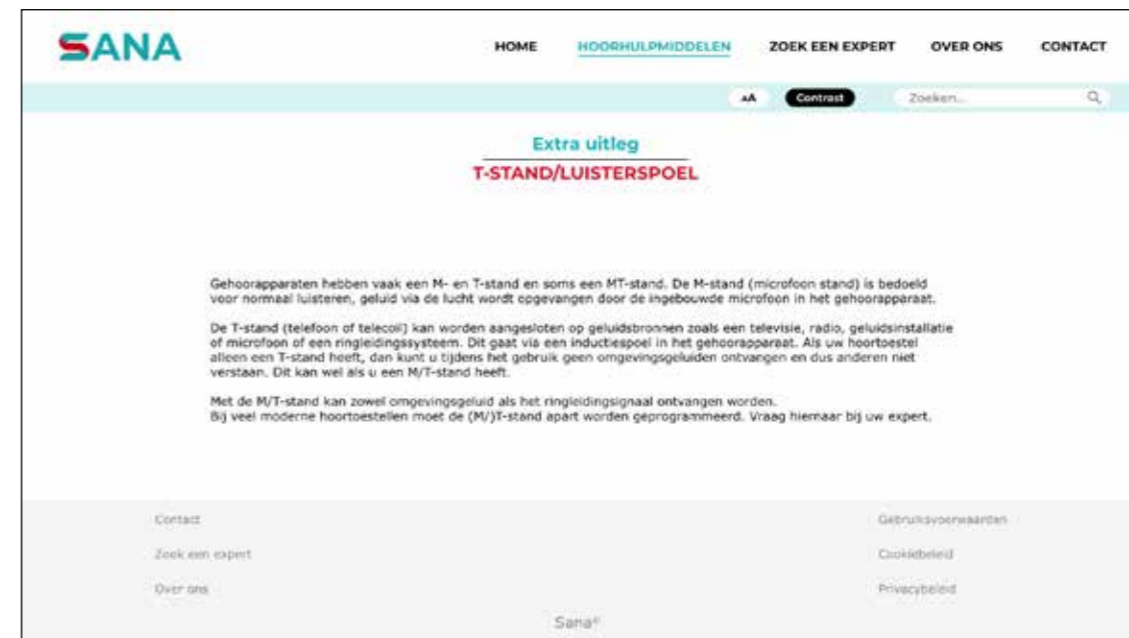 SANA
HOME HOORHULPMIDDELEN ZOEK EEN EXPERT OVER ONS CONTACT
AA Contrast Zoeken...
Extra uitleg
T-STAND/LUISTERSPOEL
Gehoorapparaten hebben vaak een M- en T-stand en soms een MT-stand. De M-stand (microfoon stand) is bedoeld
voor normaal luisteren, geluid via de lucht wordt opgevangen door de ingebouwde microfoon in het gehoorapparaat.
De T-stand (telefoon of telecoil) kan worden aangesloten op geluidsbronnen zoals een televisie, radio, geluidsinstallatie
of microfoon of een ringleidingssysteem. Dit gaat via een inductiespoel in het gehoorapparaat. Als uw hoortoestel
alleen een T-stand heeft, dan kunt u tijdens het gebruik geen omgevingsgeluiden ontvangen en dus anderen niet
verstaan. Dit kan wel als u een M/T-stand heeft.
Met de M/T-stand kan zowel omgevingsgeluid als het ringleidingsignaal ontvangen worden.
Bij veel moderne hoortoestellen moet de (M/)T-stand apart worden geprogrammeerd. Vraag hiernaar bij uw expert.
Contact Gebruiksvoorwaarden
Zoek een expert Cookiebeleid
Over ons Privacybeleid
Sana®